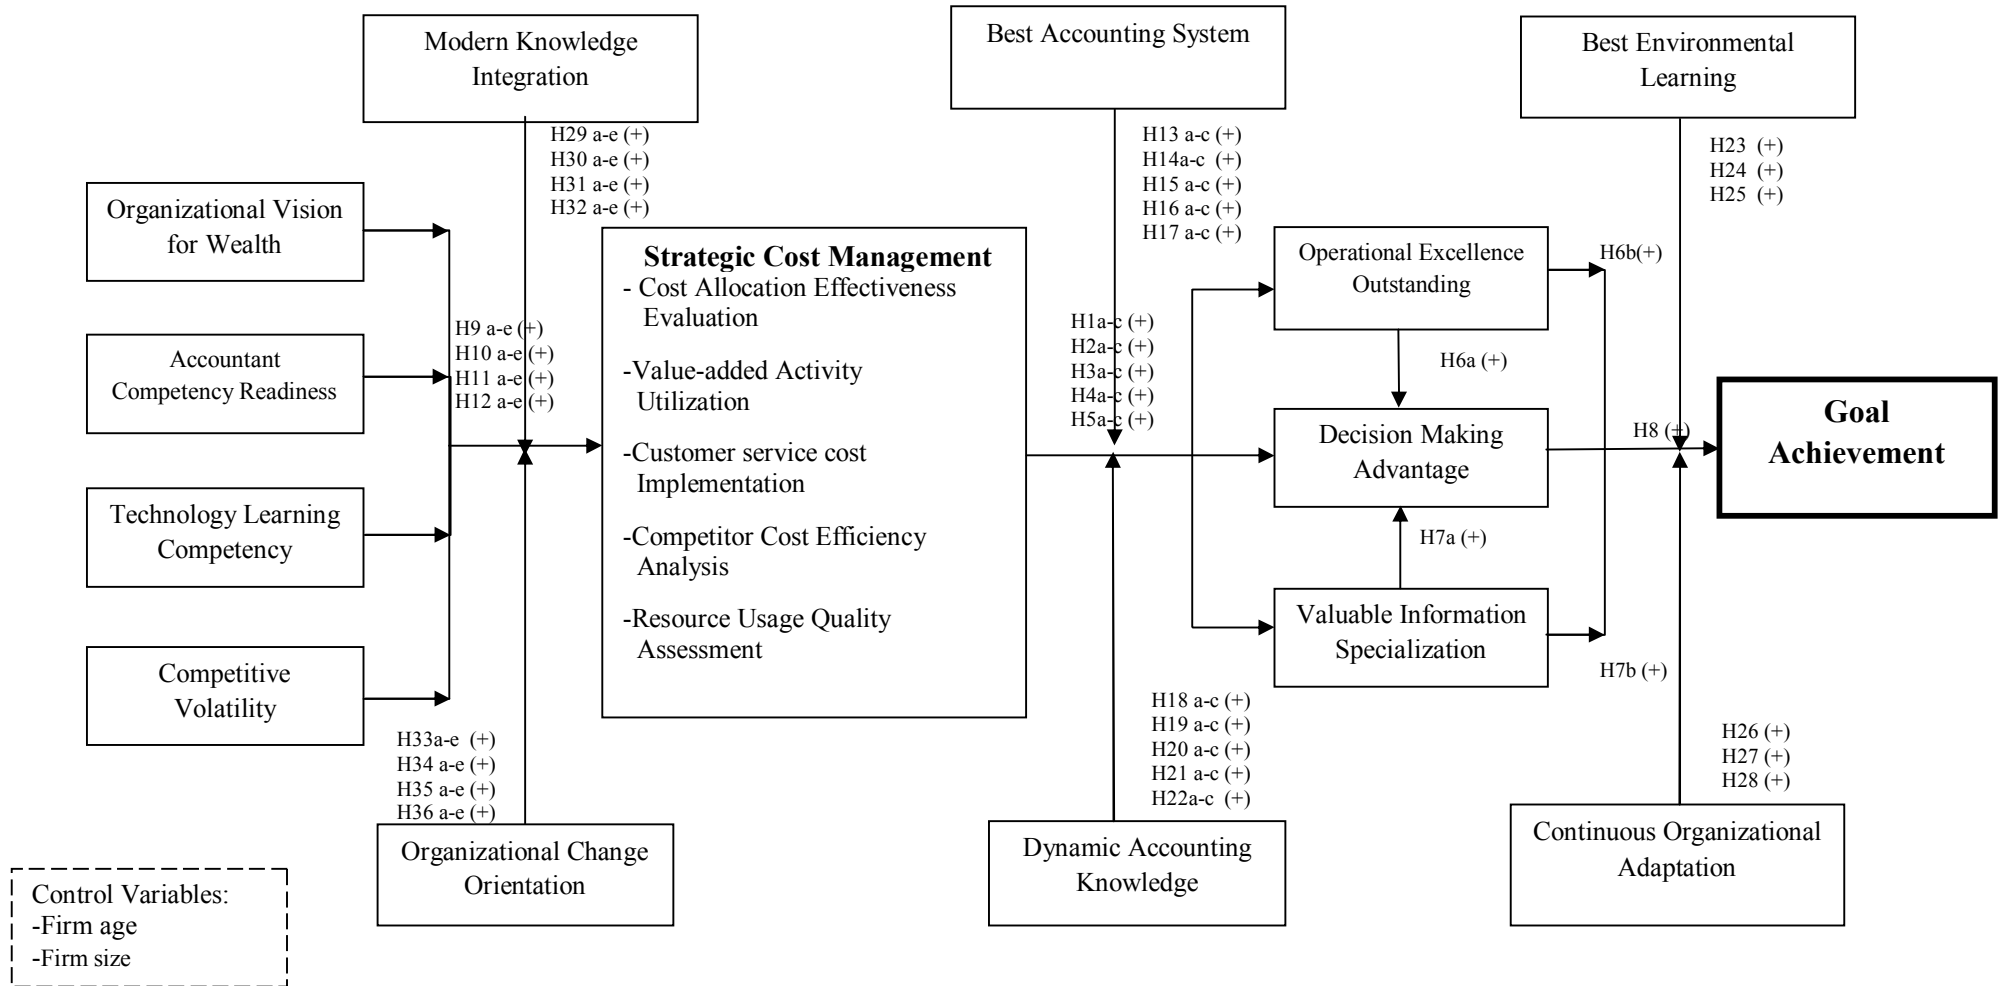 Modern Knowledge
Integration
Best Accounting System
Best Environmental
Learning
H29 a-e (+)
H30 a-e (+)
H31 a-e (+)
H32 a-e (+)
H13 a-c (+)
H14a-c (+)
H15 a-c (+)
H16 a-c (+)
H17 a-c (+)
H23 (+)
H24 (+)
H25 (+)
Organizational Vision
for Wealth
Accountant
Competency Readiness
Technology Learning
Competency
Competitive
Volatility
H9 a-e (+)
H10 a-e (+)
H11 a-e (+)
H12 a-e (+)
Strategic Cost Management
- Cost Allocation Effectiveness
Evaluation
-Value-added Activity
Utilization
-Customer service cost
Implementation
-Competitor Cost Efficiency
Analysis
-Resource Usage Quality
Assessment
H1a-c (+)
H2a-c (+)
H3a-c (+)
H4a-c (+)
H5a-c (+)
Operational Excellence
Outstanding
H6b(+)
H6a (+)
Decision Making
Advantage
H8 (+)
Goal
Achievement
H7a (+)
Valuable Information
Specialization
H7b (+)
H33a-e (+)
H34 a-e (+)
H35 a-e (+)
H36 a-e (+)
H18 a-c (+)
H19 a-c (+)
H20 a-c (+)
H21 a-c (+)
H22a-c (+)
H26 (+)
H27 (+)
H28 (+)
Organizational Change
Orientation
Dynamic Accounting
Knowledge
Continuous Organizational
Adaptation
Control Variables:
-Firm age
-Firm size